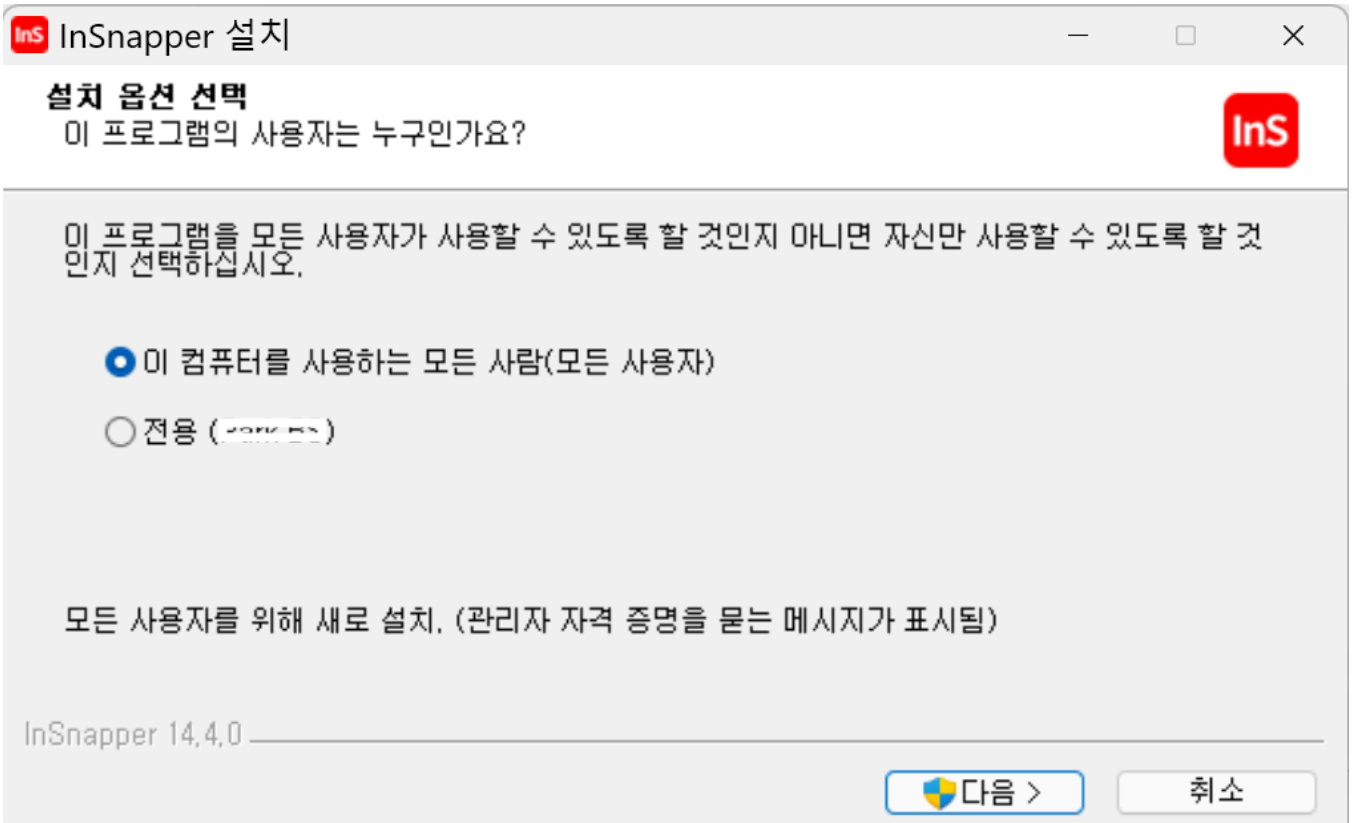 InS InSnapper 설치
설치 옵션 선택
이 프로그램의 사용자는 누구인가요?
InS
이 프로그램을 모든 사용자가 사용할 수 있도록 할 것인지 아니면 자신만 사용할 수 있도록 할 것
인지 선택하십시오.
이 컴퓨터를 사용하는 모든 사람(모든 사용자)
전용 ( )
모든 사용자를 위해 새로 설치. (관리자 자격 증명을 묻는 메시지가 표시됨)
InSnapper 14.4.0
다음 >
취소